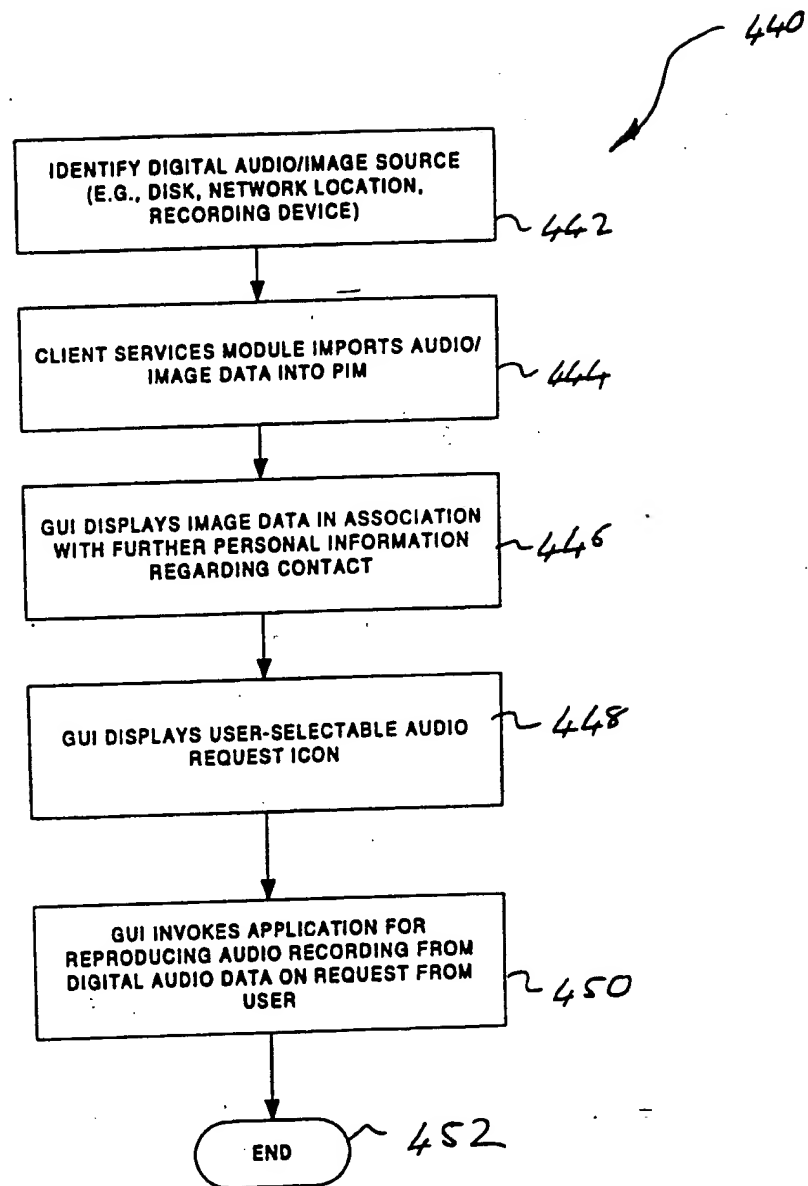 440
IDENTIFY DIGITAL AUDIO/IMAGE SOURCE
(E.G., DISK, NETWORK LOCATION,
RECORDING DEVICE)
442
CLIENT SERVICES MODULE IMPORTS AUDIO/
IMAGE DATA INTO PIM
444
GUI DISPLAYS IMAGE DATA IN ASSOCIATION
WITH FURTHER PERSONAL INFORMATION
REGARDING CONTACT
446
GUI DISPLAYS USER-SELECTABLE AUDIO
REQUEST ICON
448
GUI INVOKES APPLICATION FOR
REPRODUCING AUDIO RECORDING FROM
DIGITAL AUDIO DATA ON REQUEST FROM
USER
450
END
452